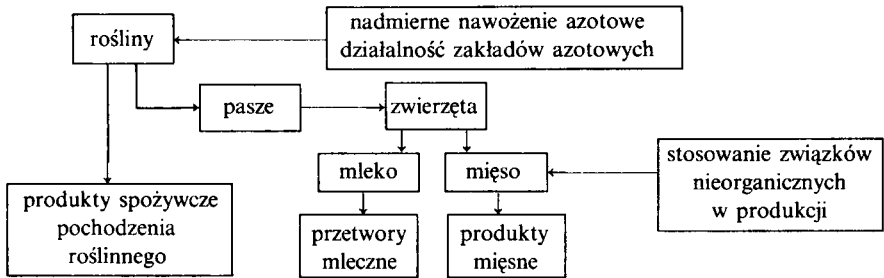 rośliny
nadmierne nawożenie azotowe
działalność zakładów azotowych
pasze
zwierzęta
mleko
mięso
stosowanie związków
nieorganicznych
w produkcji
produkty spożywcze
pochodzenia
roślinnego
przetwory
mleczne
produkty
mięsne